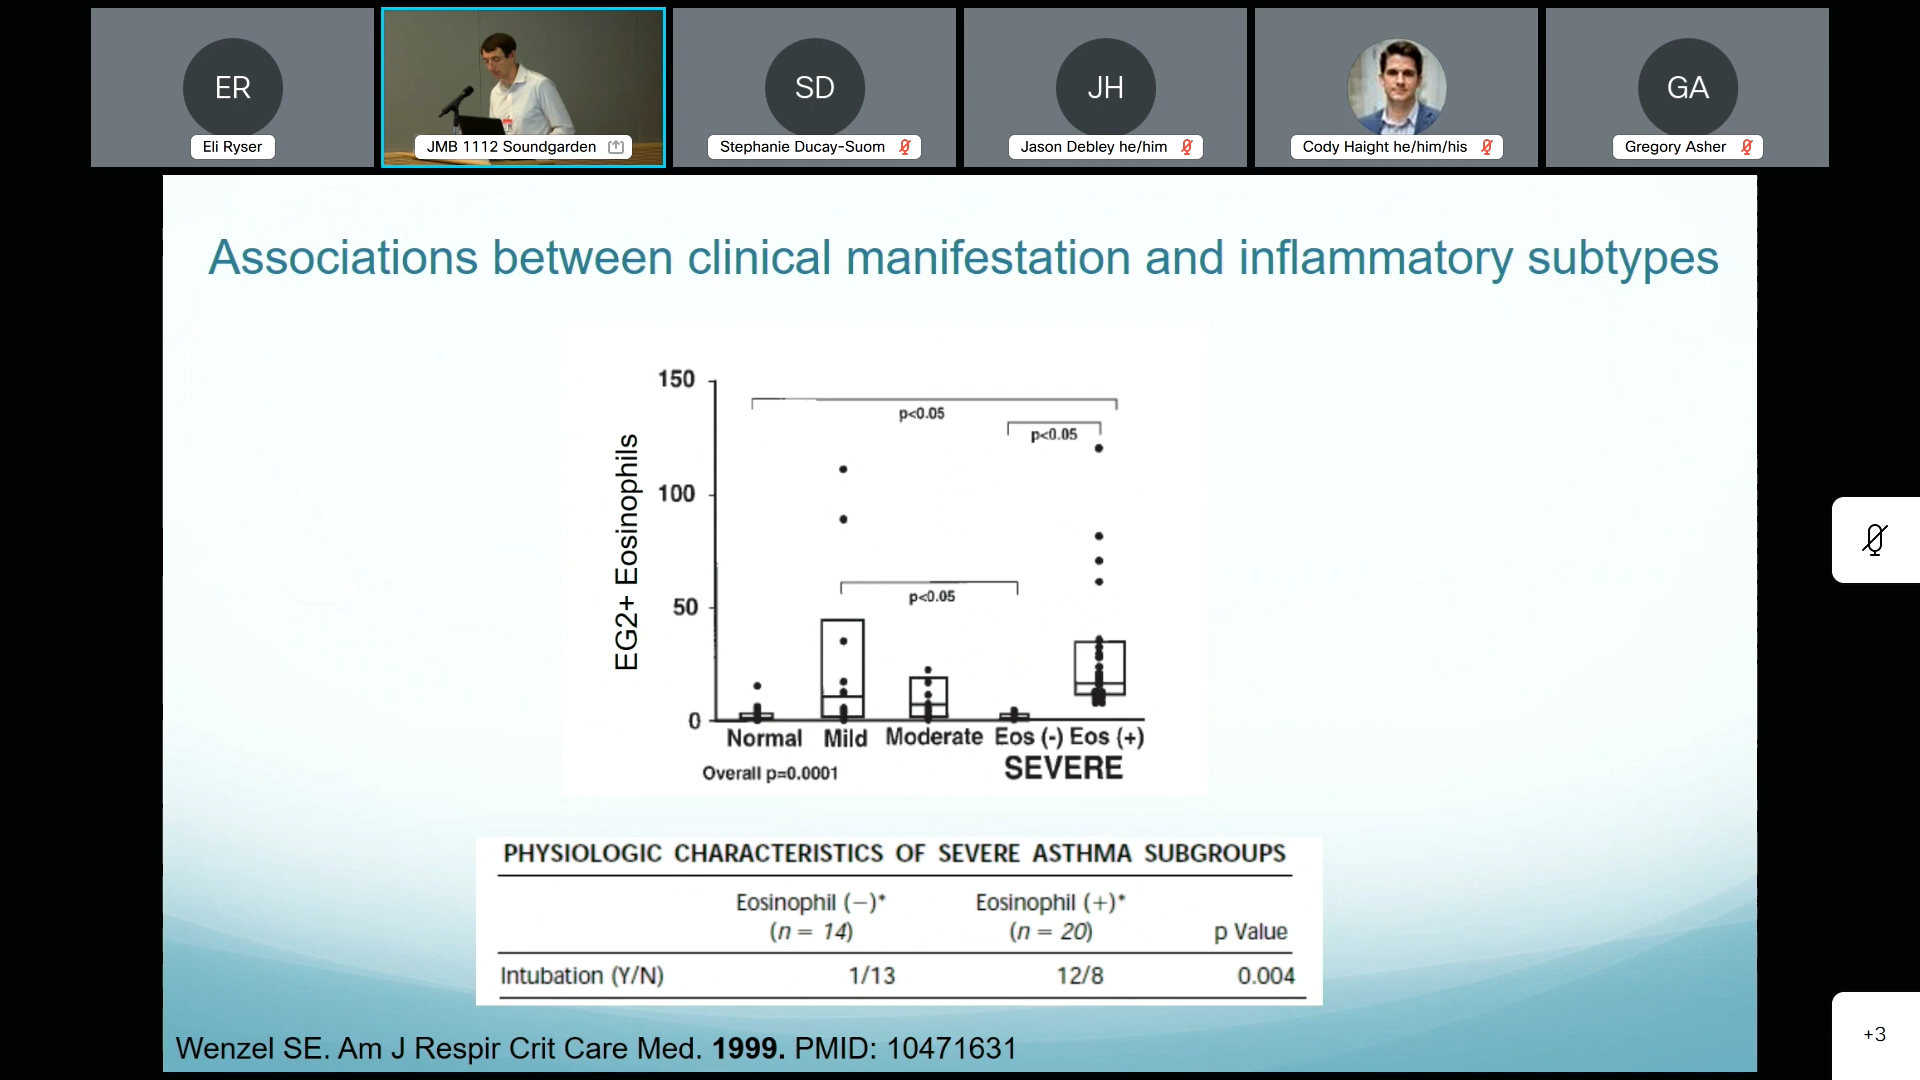 ER
SD
JH
GA
Eli Ryser
JMB 1112 Soundgarden
Stephanie Ducay-Suom
Jason Debley he/him
Cody Haight he/him/his
Gregory Asher
Associations between clinical manifestation and inflammatory subtypes
EG2+ Eosinophils
150
100
50
0
p<0.05
p<0.05
p<0.05
Normal Mild Moderate Eos (-) Eos (+)
SEVERE
Overall p=0.0001
PHYSIOLOGIC CHARACTERISTICS OF SEVERE ASTHMA SUBGROUPS
Eosinophil (−)* Eosinophil (+)*
(n = 14) (n = 20) p Value
Intubation (Y/N) 1/13 12/8 0.004
Wenzel SE. Am J Respir Crit Care Med. 1999. PMID: 10471631
+3